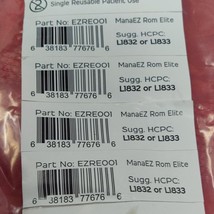 Single Reusable Patient Use
Part No: EZRE001 ManaEZ Rom Elite
Sugg. HCPC:
L1832 or L1833
6 38183 77676 6
Part No: EZRE001 ManaEZ Rom Elite
Sugg. HCPC:
L1832 or L1833
6 38183 77676 6
Part No: EZRE001 ManaEZ Rom Elite
Sugg. HCPC:
L1832 or L1833
6 38183 77676 6
Part No: EZRE001 ManaEZ Rom Elite
Sugg. HCPC:
L1832 or L1833
6 38183 77676 6